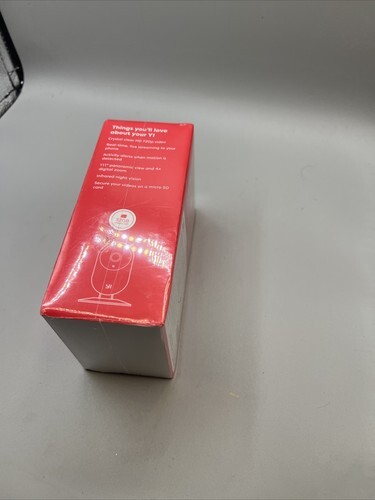 Things you'll love
about your YI
Crystal clear HD 720p video
Real-time, live streaming to your
phone
Activity alerts when motion is
detected
111° panoramic view and 4x
digital zoom
Infrared night vision
Secure your videos on a micro SD
card
YI